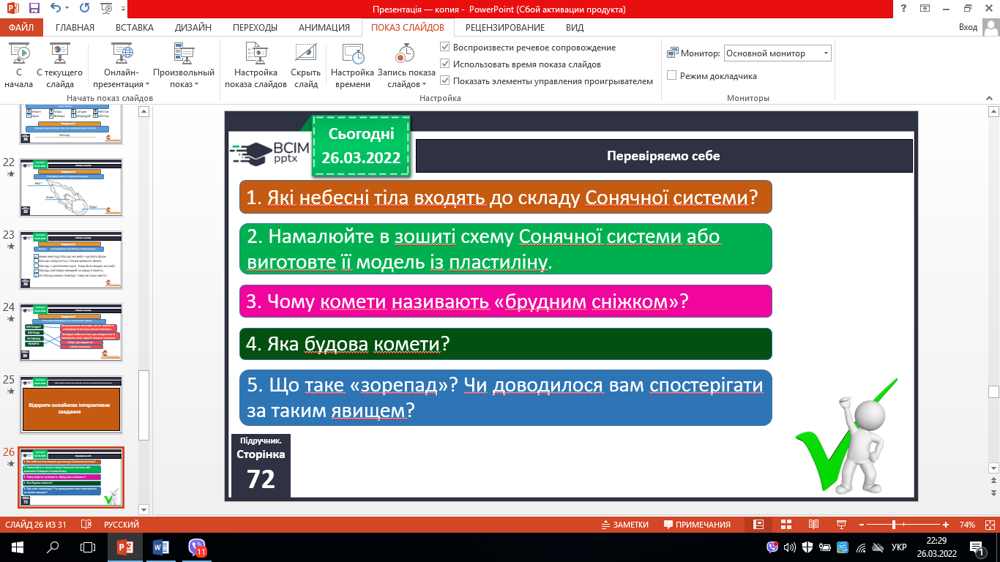 Презентація — копия - PowerPoint (Сбой активации продукта)
ФАЙЛ ГЛАВНАЯ ВСТАВКА ДИЗАЙН ПЕРЕХОДЫ АНИМАЦИЯ ПОКАЗ СЛАЙДОВ РЕЦЕНЗИРОВАНИЕ ВИД Вход
С начала
С текущего слайда
Онлайн-презентация
Произвольный показ
Начать показ слайдов
Настройка показа слайдов
Скрыть слайд
Настройка времени
Запись показа слайдов
Воспроизвести речевое сопровождение
Использовать время показа слайдов
Показать элементы управления проигрывателем
Настройка
Монитор: Основной монитор
Режим докладчика
Мониторы
22
23
24
Метеорит
Метеор
Астероїд
Комета
25
Відкрити онлайнове інтерактивне
завдання
26
Сьогодні
26.03.2022
BCIM
pptx
Перевіряємо себе
1. Які небесні тіла входять до складу Сонячної системи?
2. Намалюйте в зошиті схему Сонячної системи або
виготовте її модель із пластиліну.
3. Чому комети називають «брудним сніжком»?
4. Яка будова комети?
5. Що таке «зорепад»? Чи доводилося вам спостерігати
за таким явищем?
Підручник.
Сторінка
72
СЛАЙД 26 ИЗ 31 РУССКИЙ ЗАМЕТКИ ПРИМЕЧАНИЯ 74%
11
УКР
22:29
26.03.2022
1